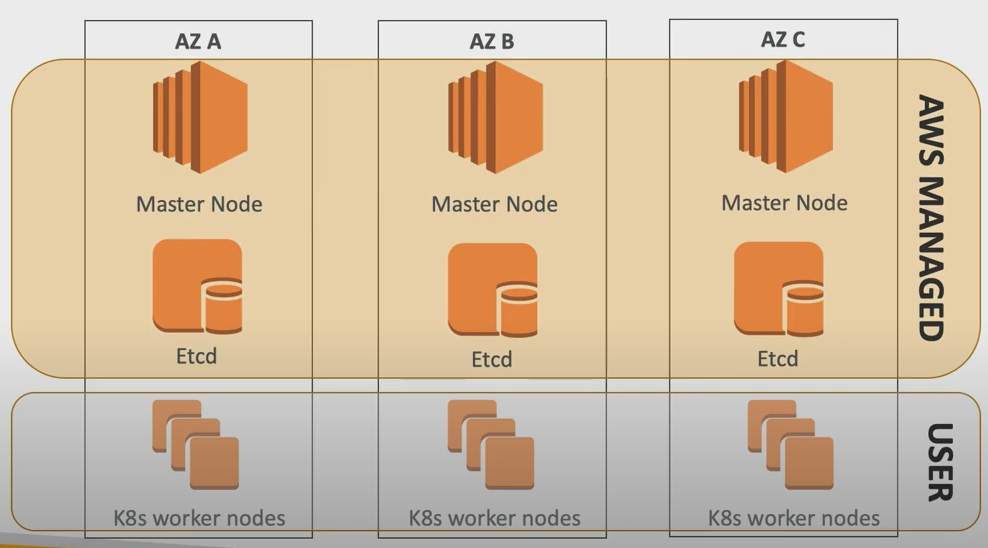 AZ A
AZ B
AZ C
Master Node
Master Node
Master Node
Etcd
Etcd
Etcd
AWS MANAGED
K8s worker nodes
K8s worker nodes
K8s worker nodes
USER